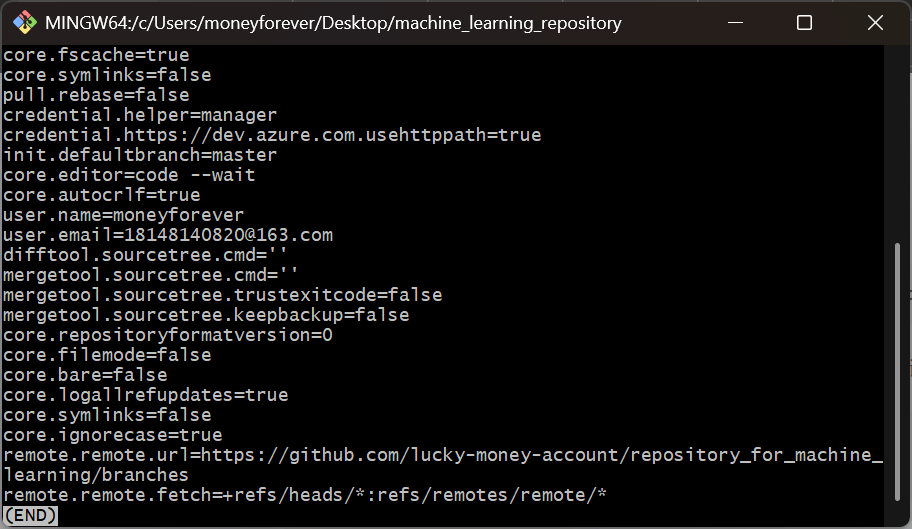 MINGW64:/c/Users/moneyforever/Desktop/machine_learning_repository
core.fscache=true
core.symlinks=false
pull.rebase=false
credential.helper=manager
credential.https://dev.azure.com.usehttppath=true
init.defaultbranch=master
core.editor=code --wait
core.autocrlf=true
user.name=moneyforever
user.email=18148140820@163.com
difftool.sourcetree.cmd=''
mergetool.sourcetree.cmd=''
mergetool.sourcetree.trustexitcode=false
mergetool.sourcetree.keepbackup=false
core.repositoryformatversion=0
core.filemode=false
core.bare=false
core.logallrefupdates=true
core.symlinks=false
core.ignorecase=true
remote.remote.url=https://github.com/lucky-money-account/repository_for_machine_
learning/branches
remote.remote.fetch=+refs/heads/*:refs/remotes/remote/*
(END)